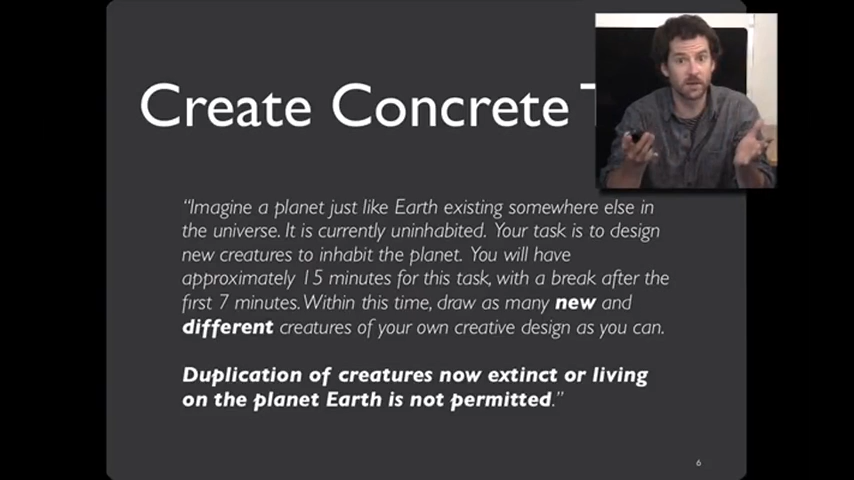 Create Concrete
“Imagine a planet just like Earth existing somewhere else in
the universe. It is currently uninhabited. Your task is to design
new creatures to inhabit the planet. You will have
approximately 15 minutes for this task, with a break after the
first 7 minutes. Within this time, draw as many new and
different creatures of your own creative design as you can.
Duplication of creatures now extinct or living
on the planet Earth is not permitted.”
6